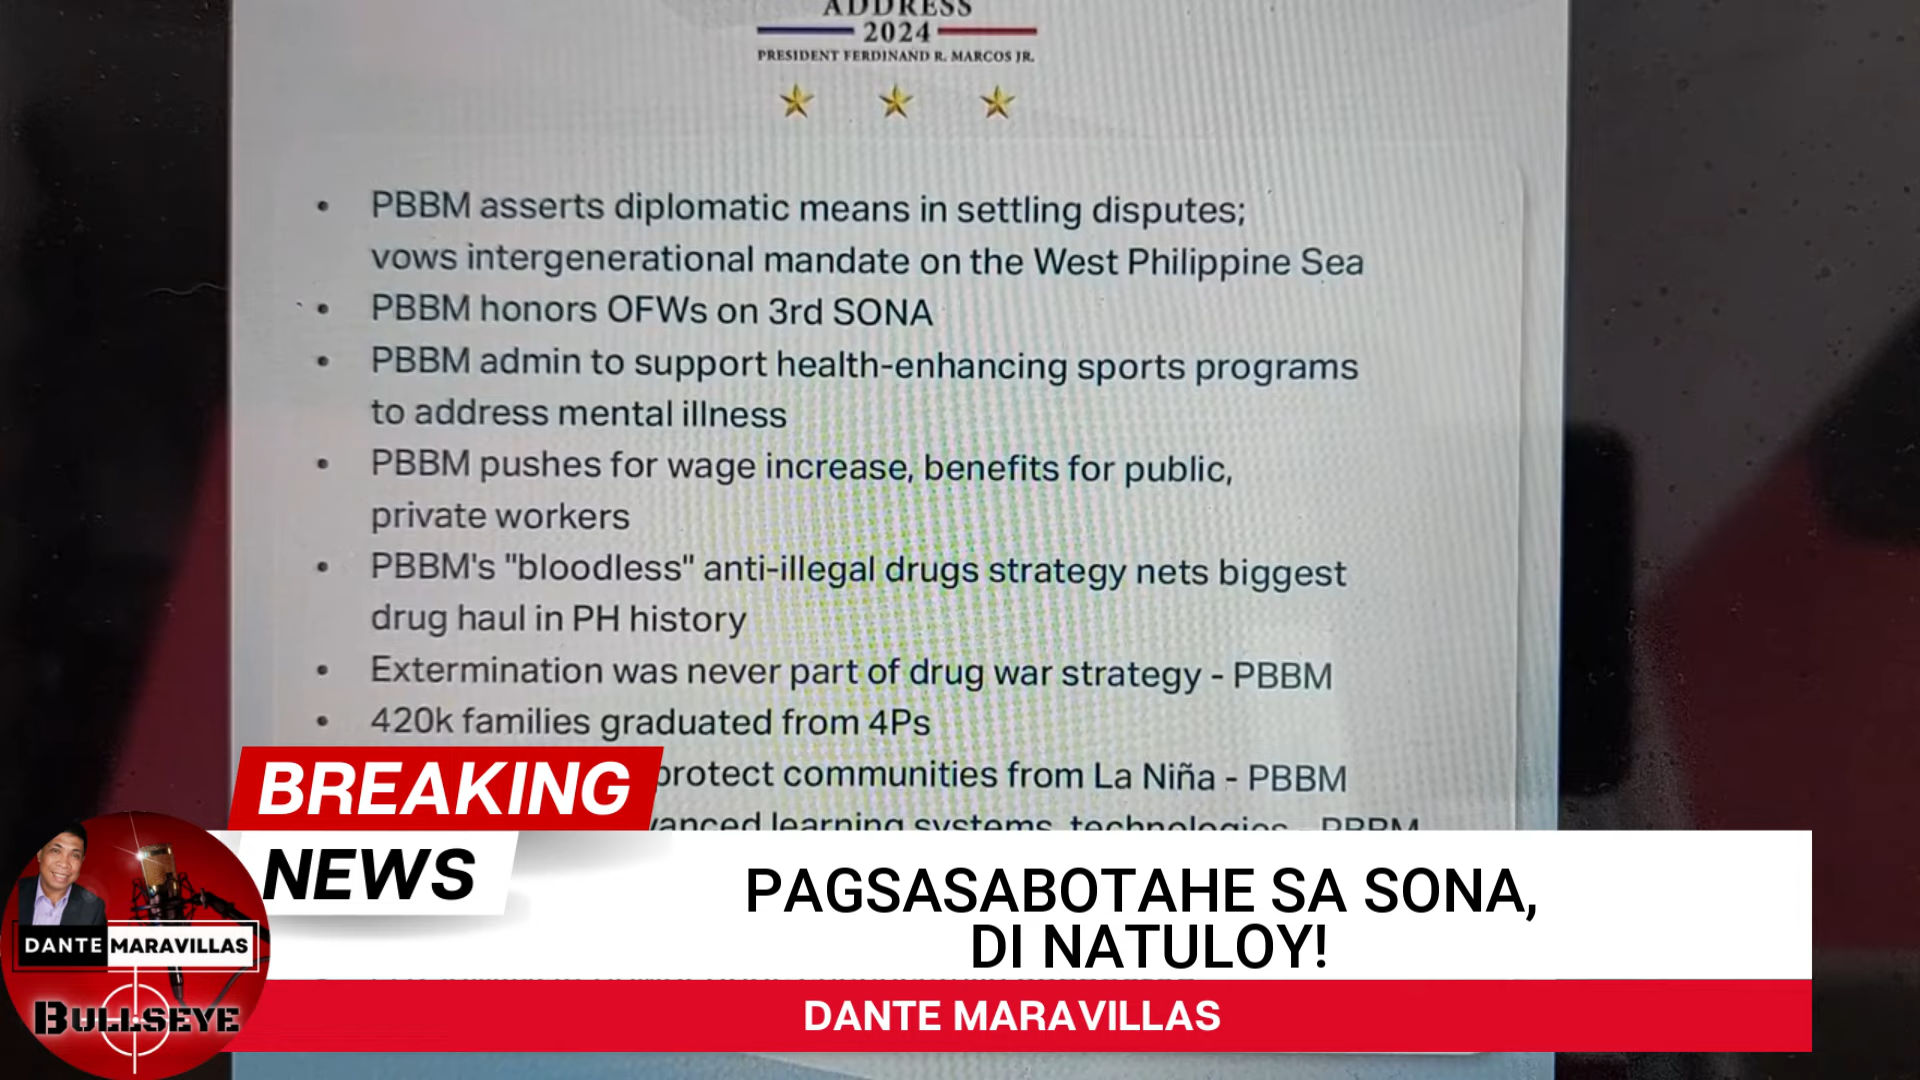 ADDRESS
2024
PRESIDENT FERDINAND R. MARCOS JR.
• PBBM asserts diplomatic means in settling disputes;
vows intergenerational mandate on the West Philippine Sea
• PBBM honors OFWs on 3rd SONA
• PBBM admin to support health-enhancing sports programs
to address mental illness
• PBBM pushes for wage increase, benefits for public,
private workers
• PBBM's "bloodless" anti-illegal drugs strategy nets biggest
drug haul in PH history
• Extermination was never part of drug war strategy - PBBM
• 420k families graduated from 4Ps
protect communities from La Niña - PBBM
learning systems, technologies - PBBM
BREAKING
NEWS
PAGSASABOTAHE SA SONA,
DI NATULOY!
DANTE MARAVILLAS
DANTE MARAVILLAS
BULLSEYE